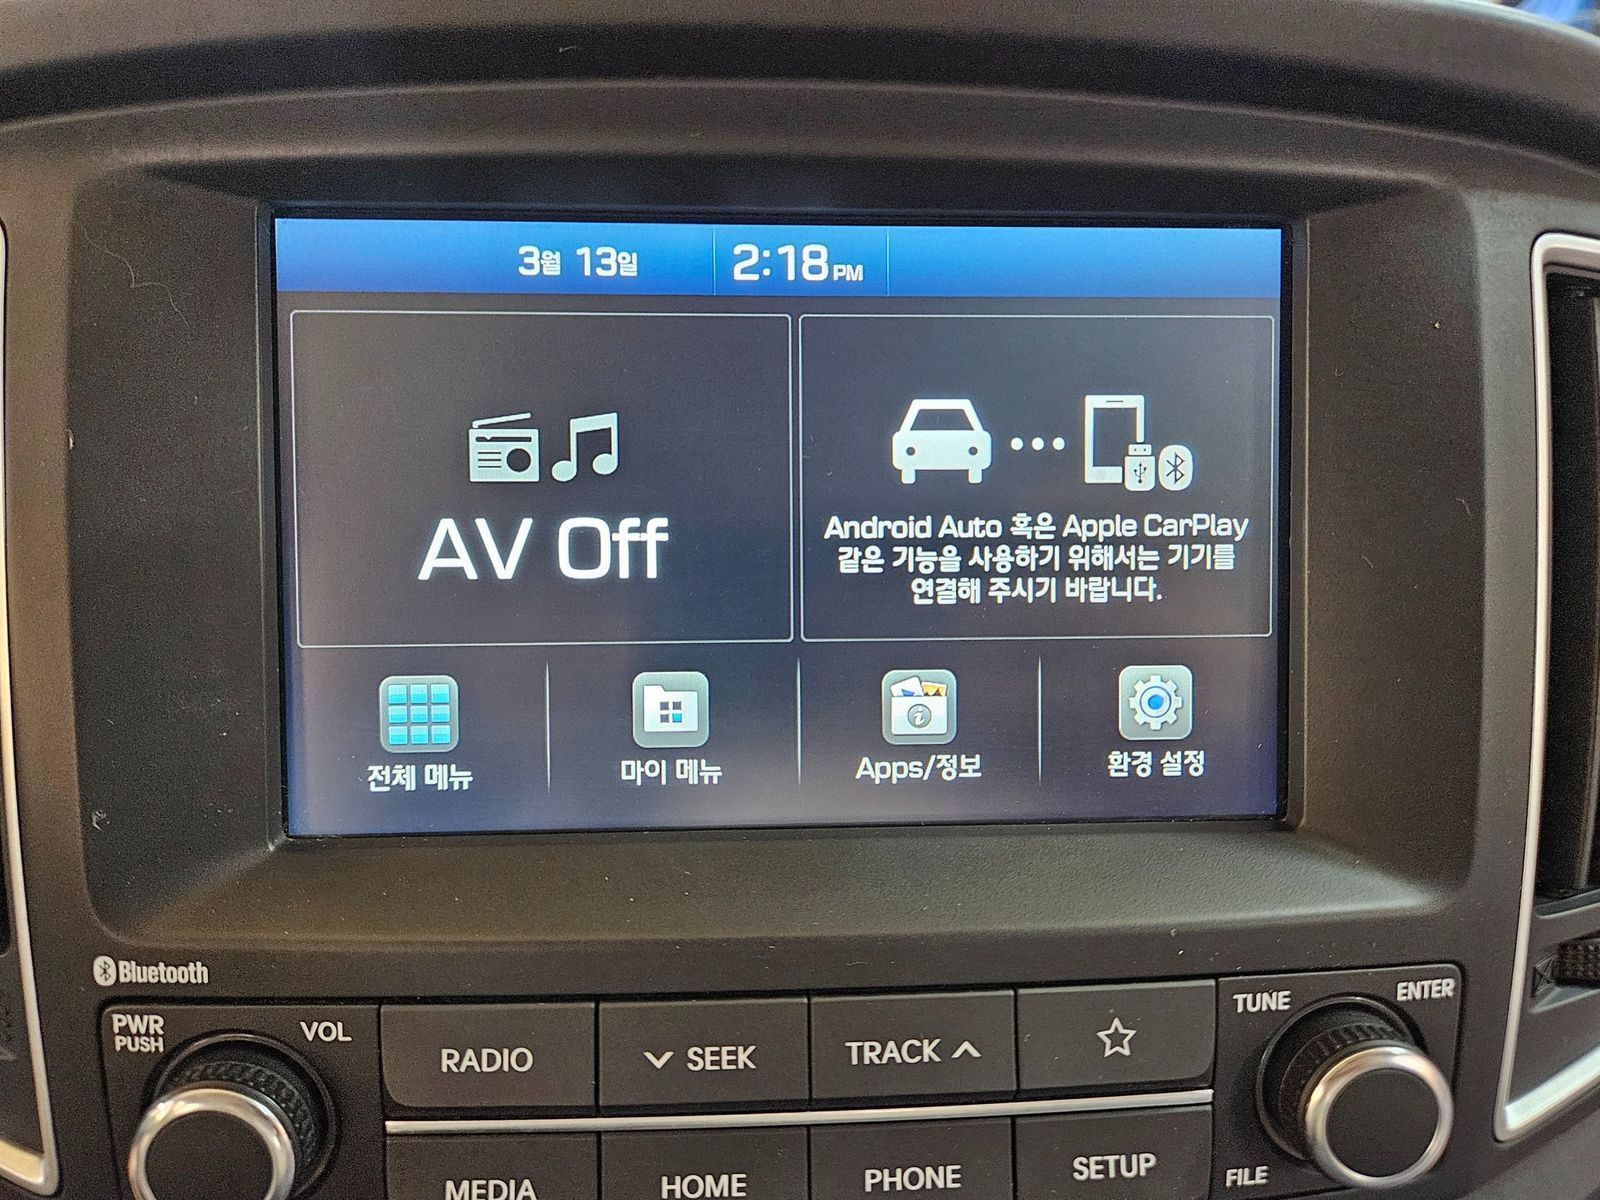 3월 13일
2:18 PM
AV Off
Android Auto 혹은 Apple CarPlay
같은 기능을 사용하기 위해서는 기기를
연결해 주시기 바랍니다.
전체 메뉴
마이 메뉴
Apps/정보
환경 설정
Bluetooth
PWR
PUSH
VOL
RADIO
SEEK
TRACK
TUNE
ENTER
MEDIA
HOME
PHONE
SETUP
FILE